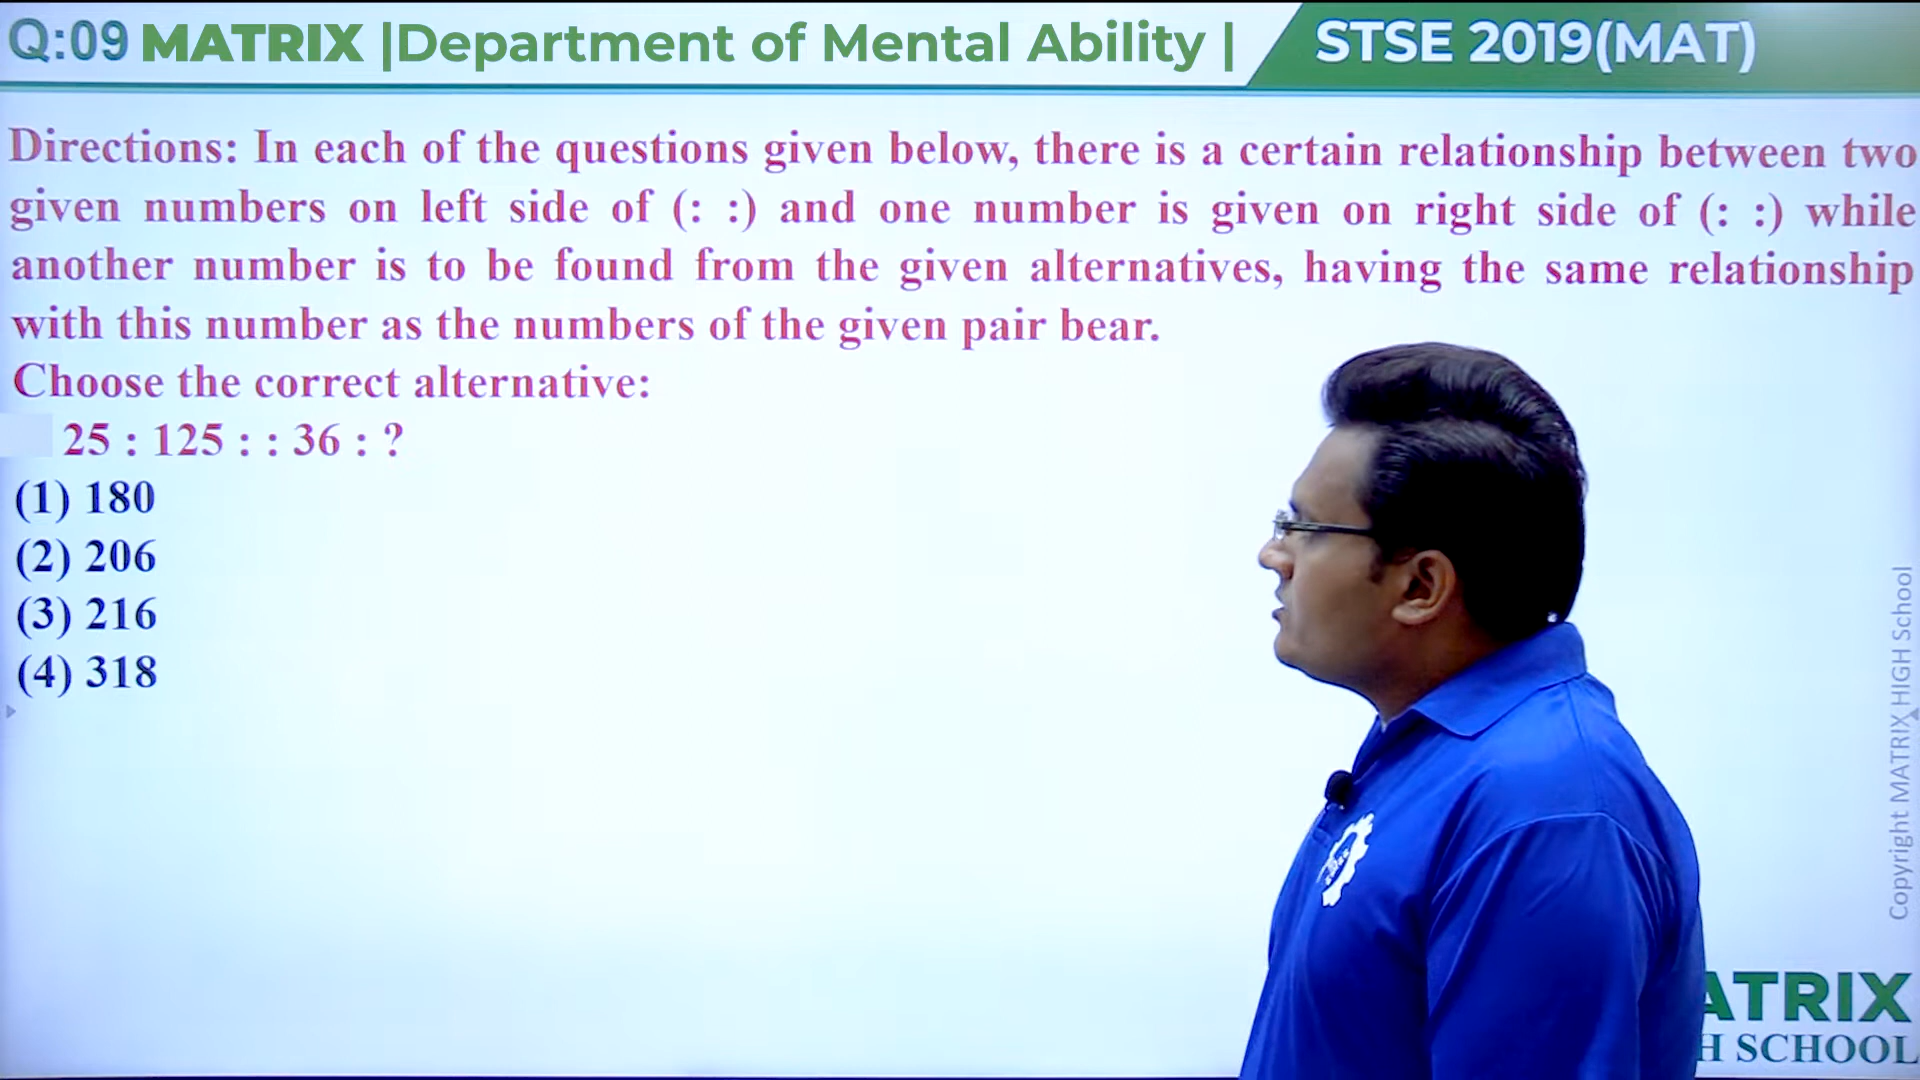 Q:09 MATRIX |Department of Mental Ability | STSE 2019(MAT)
Directions: In each of the questions given below, there is a certain relationship between two
given numbers on left side of (: :) and one number is given on right side of (: :) while
another number is to be found from the given alternatives, having the same relationship
with this number as the numbers of the given pair bear.
Choose the correct alternative:
25 : 125 : : 36 : ?
(1) 180
(2) 206
(3) 216
(4) 318
Copyright MATRIX HIGH School
ATRIX
H SCHOOL